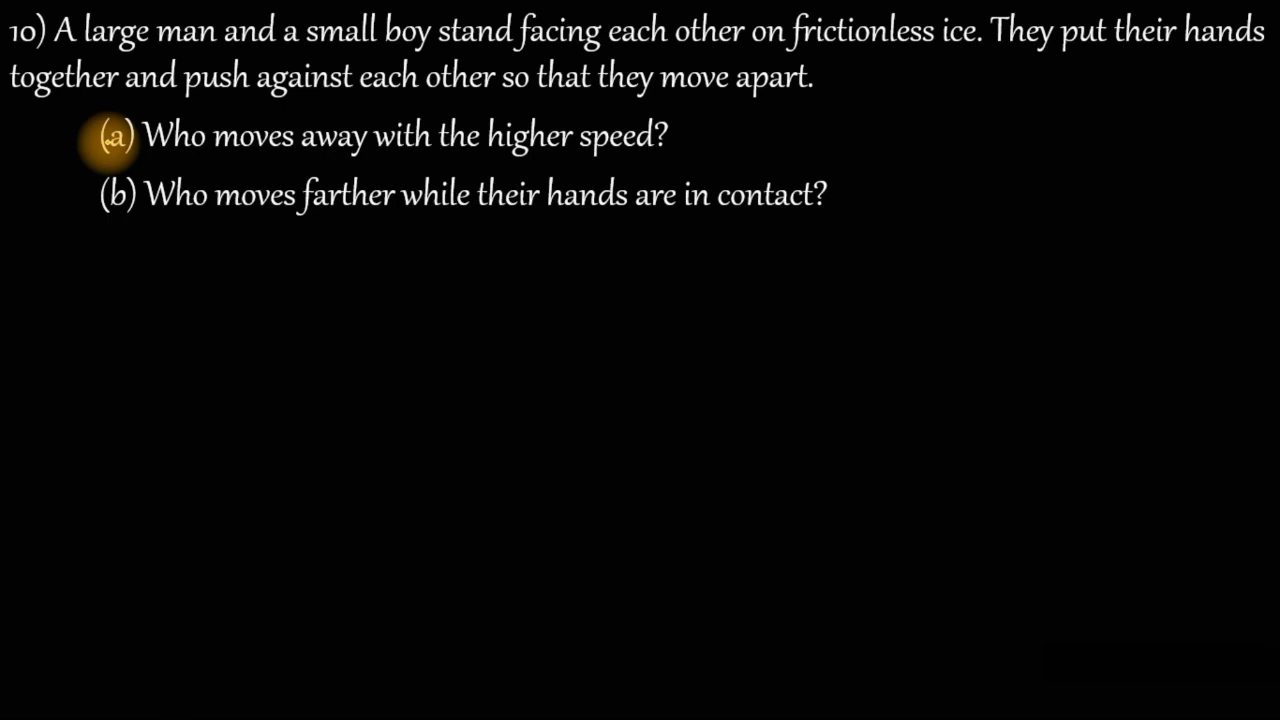 10) A large man and a small boy stand facing each other on frictionless ice. They put their hands
together and push against each other so that they move apart.
(a) Who moves away with the higher speed?
(b) Who moves farther while their hands are in contact?